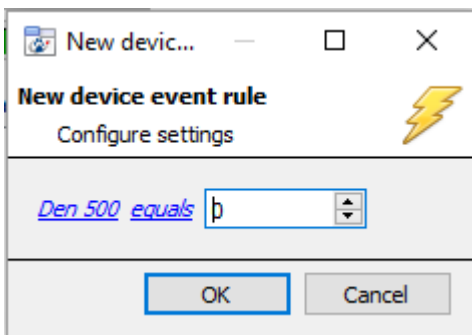 New devic...
New device event rule
Configure settings
Den 500 equals 0
OK Cancel